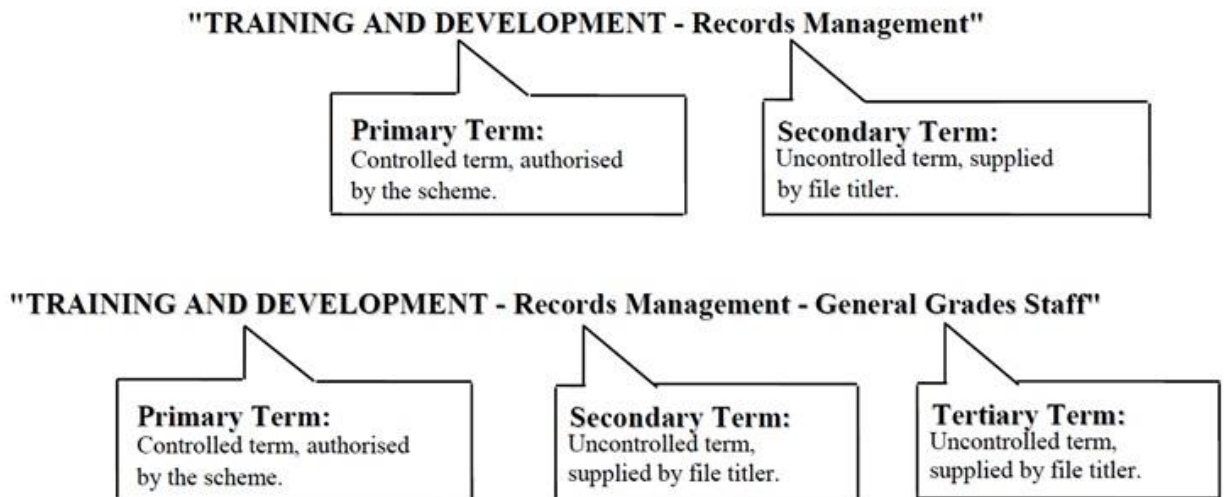 "TRAINING AND DEVELOPMENT - Records Management"
Primary Term:
Controlled term, authorised
by the scheme.
Secondary Term:
Uncontrolled term, supplied
by file titler.
"TRAINING AND DEVELOPMENT - Records Management - General Grades Staff"
Primary Term:
Controlled term, authorised
by the scheme.
Secondary Term:
Uncontrolled term,
supplied by file titler.
Tertiary Term:
Uncontrolled term,
supplied by file titler.